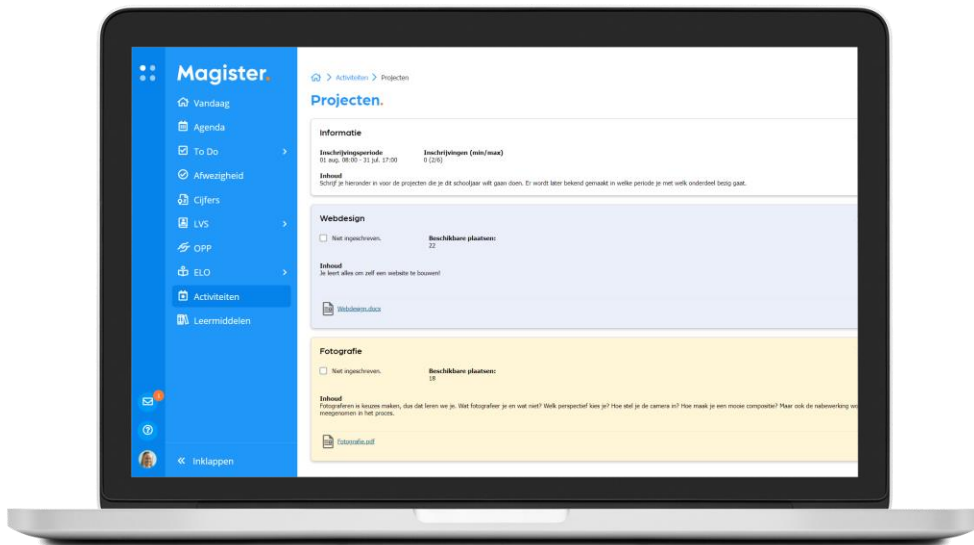 Magister.
Vandaag
Agenda
To Do
Afwezigheid
Cijfers
LVS
OPP
ELO
Activiteiten
Leermiddelen
1
Inklappen
Activiteiten > Projecten
Projecten.
Informatie
Inschrijvingsperiode Inschrijvingen (min/max)
01 aug. 08:00 - 31 jul. 17:00 0 (2/6)
Inhoud
Schrijf je hieronder in voor de projecten die je dit schooljaar wilt gaan doen. Er wordt later bekend gemaakt in welke periode je met welk onderdeel bezig gaat.
Webdesign
Niet ingeschreven. Beschikbare plaatsen:
22
Inhoud
Je leert alles om zelf een website te bouwen!
Webdesign.docx
Fotografie
Niet ingeschreven. Beschikbare plaatsen:
18
Inhoud
Fotograferen is keuzes maken, dus dat leren we je. Wat fotografeer je en wat niet? Welk perspectief kies je? Hoe stel je de camera in? Hoe maak je een mooie compositie? Maar ook de nabewerking
meegenomen in het proces.
Fotografie.pdf